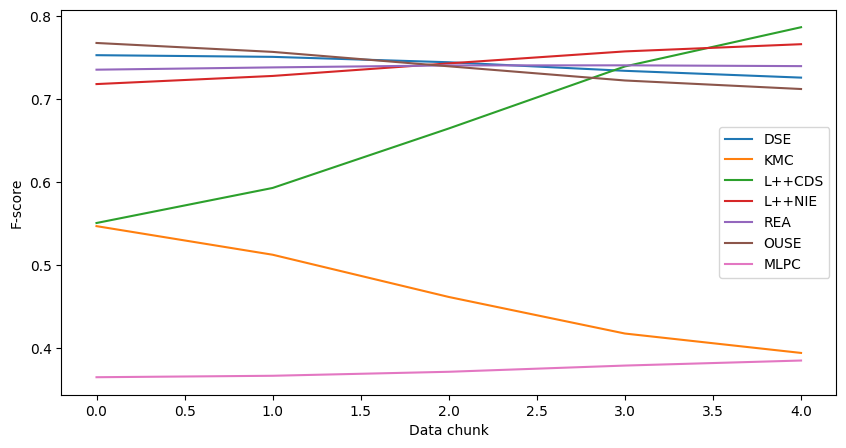 0.8
0.7
0.6
0.5
0.4
F-score
0.0 0.5 1.0 1.5 2.0 2.5 3.0 3.5 4.0
Data chunk
DSE
KMC
L++CDS
L++NIE
REA
OUSE
MLPC